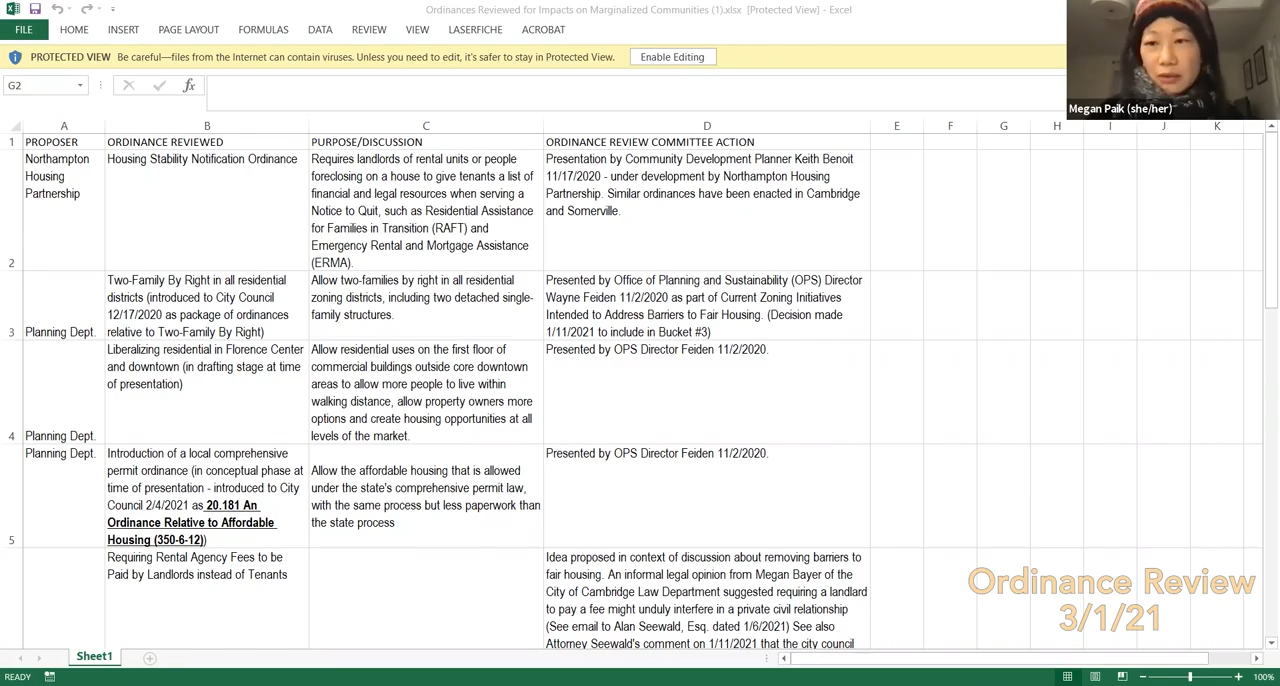 Ordinances Reviewed for Impacts on Marginalized Communities (1).xlsx [Protected View] - Excel
FILE HOME INSERT PAGE LAYOUT FORMULAS DATA REVIEW VIEW LASERFICHE ACROBAT
PROTECTED VIEW Be careful—files from the Internet can contain viruses. Unless you need to edit, it's safer to stay in Protected View. Enable Editing
Megan Paik (she/her)
G2 fx
A B C D E F G H I J K
1 PROPOSER ORDINANCE REVIEWED PURPOSE/DISCUSSION ORDINANCE REVIEW COMMITTEE ACTION
Northampton
Housing
Partnership
Housing Stability Notification Ordinance
Requires landlords of rental units or people
foreclosing on a house to give tenants a list of
financial and legal resources when serving a
Notice to Quit, such as Residential Assistance
for Families in Transition (RAFT) and
Emergency Rental and Mortgage Assistance
(ERMA).
Presentation by Community Development Planner Keith Benoit
11/17/2020 - under development by Northampton Housing
Partnership. Similar ordinances have been enacted in Cambridge
and Somerville.
2
Two-Family By Right in all residential
districts (introduced to City Council
12/17/2020 as package of ordinances
relative to Two-Family By Right)
Allow two-families by right in all residential
zoning districts, including two detached single-
family structures.
Presented by Office of Planning and Sustainability (OPS) Director
Wayne Feiden 11/2/2020 as part of Current Zoning Initiatives
Intended to Address Barriers to Fair Housing. (Decision made
1/11/2021 to include in Bucket #3)
3 Planning Dept.
Liberalizing residential in Florence Center
and downtown (in drafting stage at time
of presentation)
Allow residential uses on the first floor of
commercial buildings outside core downtown
areas to allow more people to live within
walking distance, allow property owners more
options and create housing opportunities at all
levels of the market.
Presented by OPS Director Feiden 11/2/2020.
4 Planning Dept.
Planning Dept.
Introduction of a local comprehensive
permit ordinance (in conceptual phase at
time of presentation - introduced to City
Council 2/4/2021 as 20.181 An
Ordinance Relative to Affordable
Housing (350-6-12))
Allow the affordable housing that is allowed
under the state's comprehensive permit law,
with the same process but less paperwork than
the state process
Presented by OPS Director Feiden 11/2/2020.
5
Requiring Rental Agency Fees to be
Paid by Landlords instead of Tenants
Idea proposed in context of discussion about removing barriers to
fair housing. An informal legal opinion from Megan Bayer of the
City of Cambridge Law Department suggested requiring a landlard
to pay a fee might unduly interfere in a private civil relationship
(See email to Alan Seewald, Esq. dated 1/6/2021) See also
Attorney Seewald's comment on 1/11/2021 that the city council
Ordinance Review
3/1/21
Sheet1
READY 100%